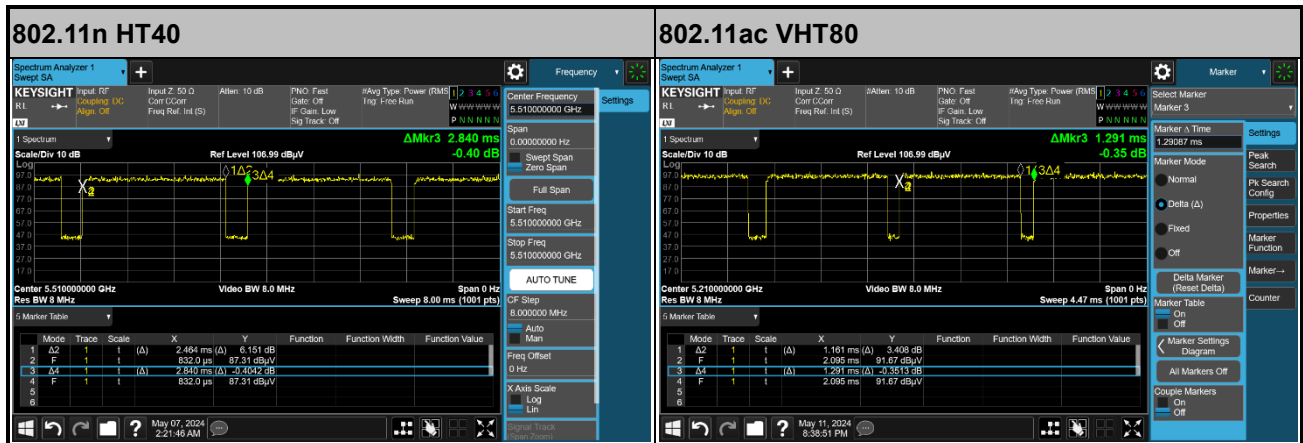 802.11n HT40
Spectrum Analyzer 1
Swept SA
+
Frequency
KEYSIGHT
RL
LXI
Input: RF
Coupling: DC
Align: Off
Input Z: 50 Ω
Corr CCorr
Freq Ref: Int (S)
Atten: 10 dB
PNO: Fast
Gate: Off
IF Gain: Low
Sig Track: Off
#Avg Type: Power (RMS
Trig: Free Run
1 2 3 4 5 6
W W W W W W
P N N N N N
1 Spectrum
ΔMkr3 2.840 ms
-0.40 dB
Scale/Div 10 dB
Ref Level 106.99 dBµV
Log
97.0
87.0
77.0
67.0
57.0
47.0
37.0
27.0
17.0
X2
3Δ4
Center 5.510000000 GHz
Video BW 8.0 MHz
Span 0 Hz
Res BW 8 MHz
Sweep 8.00 ms (1001 pts)
5 Marker Table
Mode Trace Scale X Y Function Function Width Function Value
1 Δ2 1 t (Δ) 2.464 ms (Δ) 6.151 dB
2 F 1 t 832.0 µs 87.31 dBµV
3 Δ4 1 t (Δ) 2.840 ms (Δ) -0.4042 dB
4 F 1 t 832.0 µs 87.31 dBµV
5
6
Center Frequency
5.510000000 GHz
Settings
Span
0.00000000 Hz
Swept Span
Zero Span
Full Span
Start Freq
5.510000000 GHz
Stop Freq
5.510000000 GHz
AUTO TUNE
CF Step
8.000000 MHz
Auto
Man
Freq Offset
0 Hz
X Axis Scale
Log
Lin
Signal Track
(Span Zoom)
?
May 07, 2024
2:21:46 AM
802.11ac VHT80
Spectrum Analyzer 1
Swept SA
+
Marker
KEYSIGHT
RL
LXI
Input: RF
Coupling: DC
Align: Off
Input Z: 50 Ω
Corr CCorr
Freq Ref: Int (S)
#Atten: 10 dB
PNO: Fast
Gate: Off
IF Gain: Low
Sig Track: Off
#Avg Type: Power (RMS
Trig: Free Run
1 2 3 4 5 6
W W W W W W
P N N N N N
1 Spectrum
ΔMkr3 1.291 ms
-0.35 dB
Scale/Div 10 dB
Ref Level 106.99 dBµV
Log
97.0
87.0
77.0
67.0
57.0
47.0
37.0
27.0
17.0
X2
3Δ4
Center 5.210000000 GHz
Video BW 8.0 MHz
Span 0 Hz
Res BW 8 MHz
Sweep 4.47 ms (1001 pts)
5 Marker Table
Mode Trace Scale X Y Function Function Width Function Value
1 Δ2 1 t (Δ) 1.161 ms (Δ) 3.408 dB
2 F 1 t 2.095 ms 91.67 dBµV
3 Δ4 1 t (Δ) 1.291 ms (Δ) -0.3513 dB
4 F 1 t 2.095 ms 91.67 dBµV
5
6
Select Marker
Marker 3
Marker Δ Time
1.29087 ms
Marker Mode
Normal
Delta (Δ)
Fixed
Off
Delta Marker
(Reset Delta)
Marker Table
On
Off
Marker Settings
Diagram
All Markers Off
Couple Markers
On
Off
Settings
Peak
Search
Pk Search
Config
Properties
Marker
Function
Marker→
Counter
?
May 11, 2024
8:38:51 PM